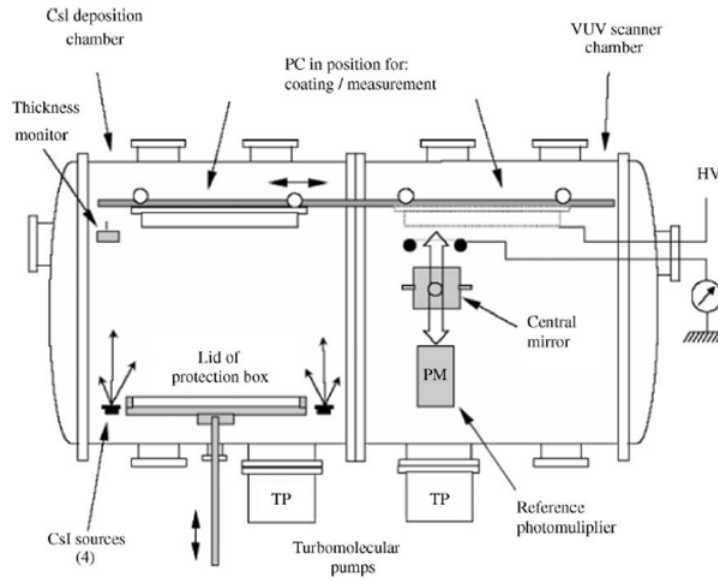 CsI deposition
chamber
VUV scanner
chamber
PC in position for:
coating / measurement
Thickness
monitor
HV
Central
mirror
Lid of
protection box
PM
TP
TP
Reference
photomuliplier
CsI sources
(4)
Turbomolecular
pumps